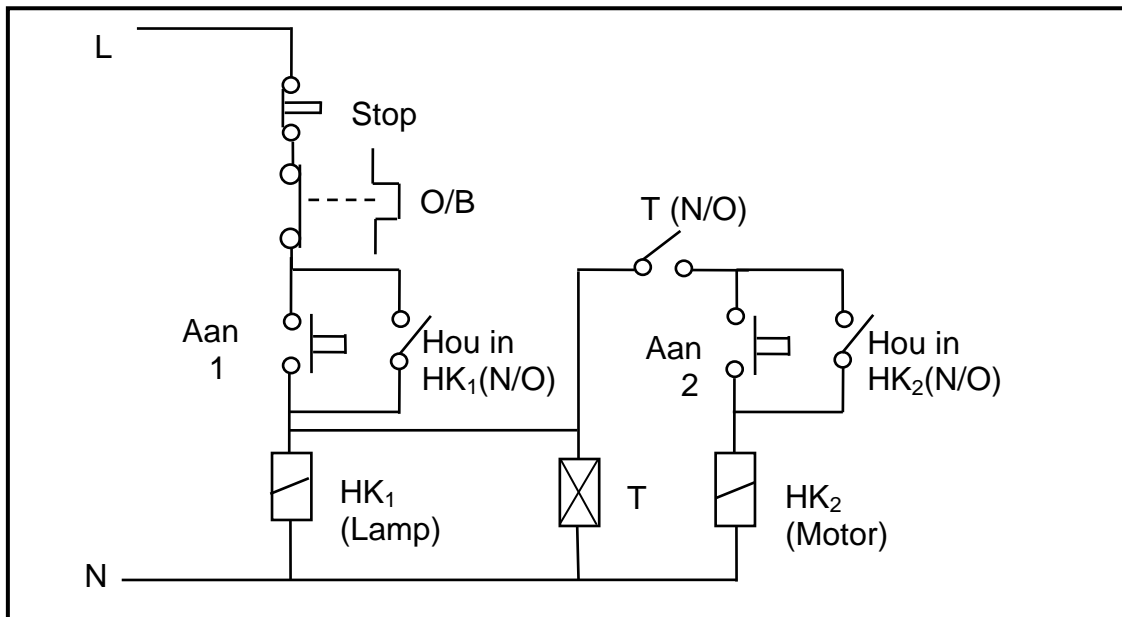 L
Stop
O/B
T (N/O)
Aan
1
Hou in
HK₁(N/O)
Aan
2
Hou in
HK₂(N/O)
HK₁
(Lamp)
T
HK₂
(Motor)
N